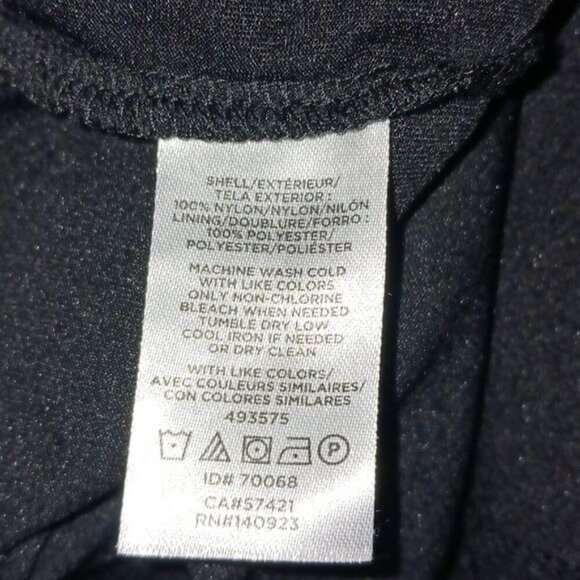 SHELL/EXTÉRIEUR/
TELA EXTERIOR :
100% NYLON/NYLON/NILÓN
LINING/DOUBLURE/FORRO :
100% POLYESTER/
POLYESTER/POLIÉSTER
MACHINE WASH COLD
WITH LIKE COLORS
ONLY NON-CHLORINE
BLEACH WHEN NEEDED
TUMBLE DRY LOW
COOL IRON IF NEEDED
OR DRY CLEAN
WITH LIKE COLORS/
AVEC COULEURS SIMILAIRES/
CON COLORES SIMILARES
493575
P
ID# 70068
CA#57421
RN#140923